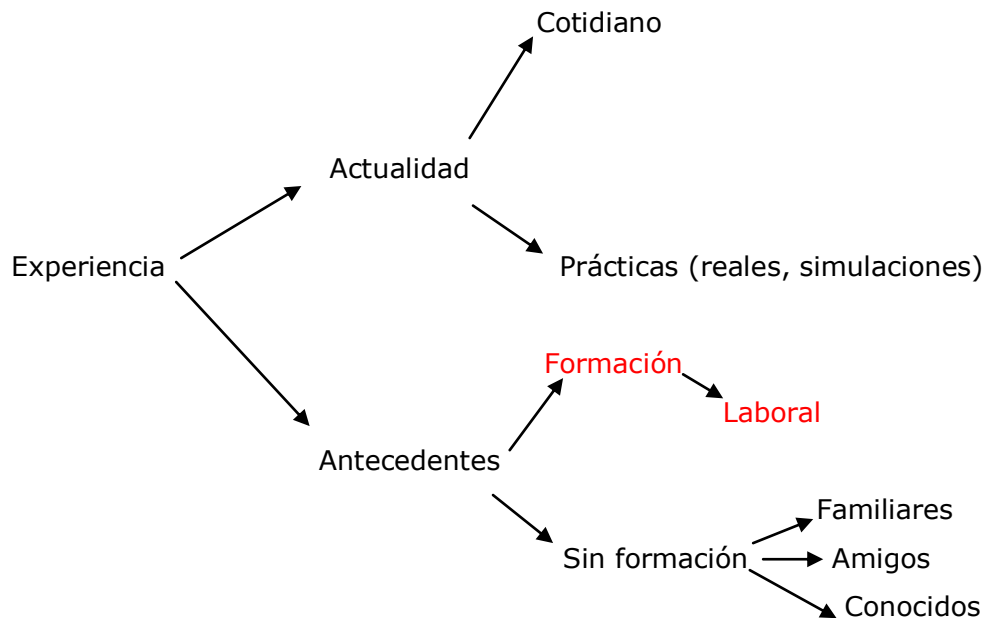 Cotidiano
Actualidad
Experiencia
Prácticas (reales, simulaciones)
Formación
Laboral
Antecedentes
Familiares
Sin formación
Amigos
Conocidos